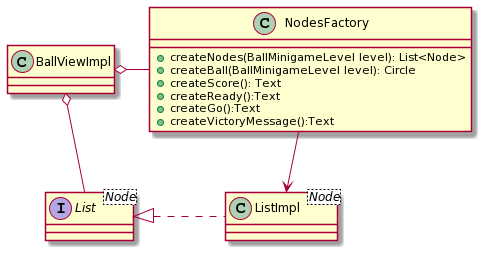 C NodesFactory
createNodes(BallMinigameLevel level): List<Node>
createBall(BallMinigameLevel level): Circle
createScore(): Text
createReady():Text
createGo():Text
createVictoryMessage():Text
C BallViewImpl
I List Node
C ListImpl Node